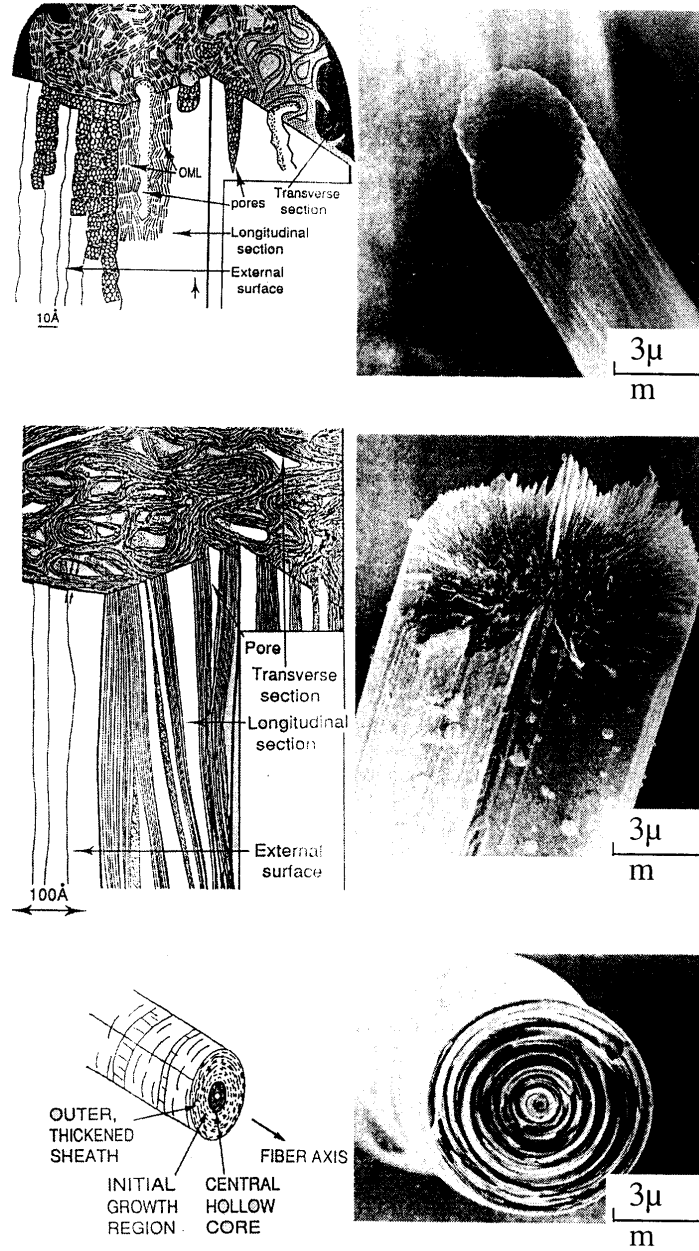 OML
pores
Transverse
section
Longitudinal
section
External
surface
10Å
3μ
m
Pore
Transverse
section
Longitudinal
section
External
surface
100Å
3μ
m
OUTER,
THICKENED
SHEATH
FIBER AXIS
INITIAL
GROWTH
REGION
CENTRAL
HOLLOW
CORE
3μ
m